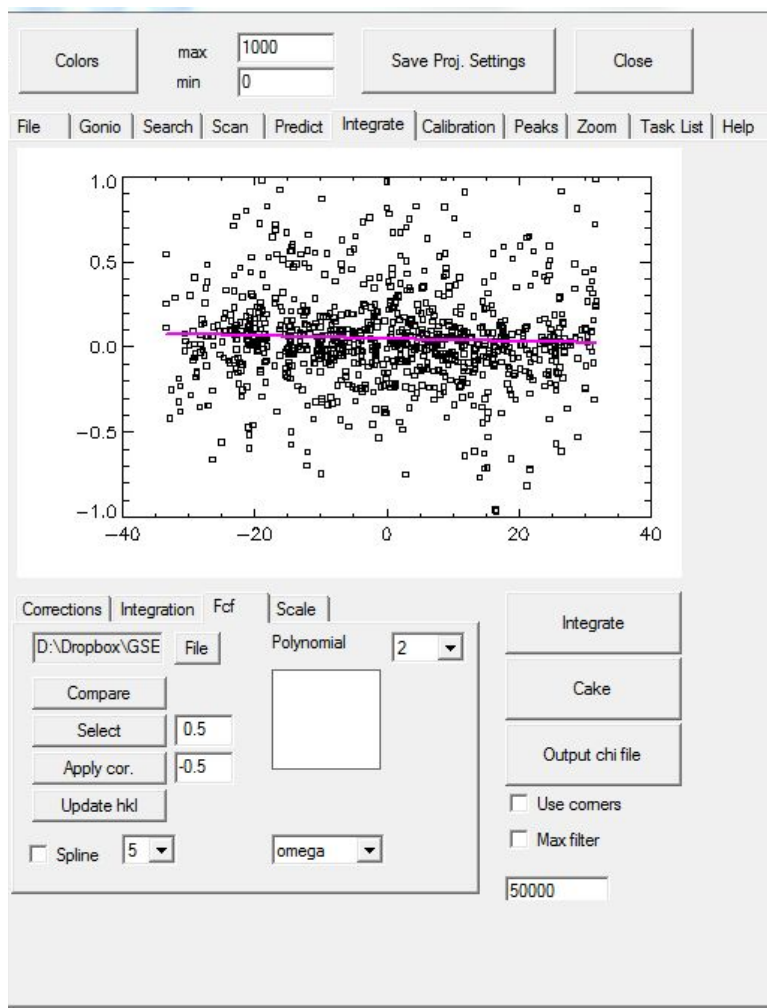 Colors max 1000 Save Proj. Settings Close
min 0
File Gonio Search Scan Predict Integrate Calibration Peaks Zoom Task List Help
1.0
0.5
0.0
−0.5
−1.0
−40 −20 0 20 40
Corrections Integration Fcf Scale
D:\Dropbox\GSE File Polynomial 2
Compare
Select 0.5
Apply cor. -0.5
Update hkl
Spline 5 omega
Integrate
Cake
Output chi file
Use corners
Max filter
50000